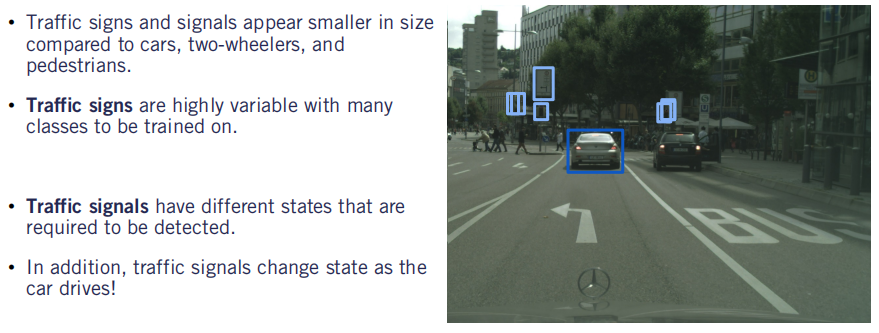 • Traffic signs and signals appear smaller in size
compared to cars, two-wheelers, and
pedestrians.
• Traffic signs are highly variable with many
classes to be trained on.
• Traffic signals have different states that are
required to be detected.
• In addition, traffic signals change state as the
car drives!
BUS